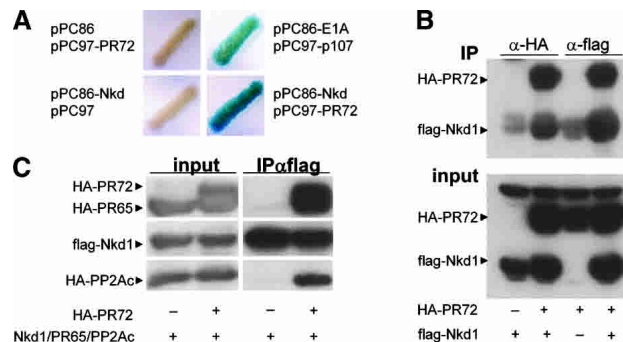 A
pPC86
pPC97-PR72
pPC86-E1A
pPC97-p107
pPC86-Nkd
pPC97
pPC86-Nkd
pPC97-PR72
B
IP
α-HA α-flag
HA-PR72
flag-Nkd1
input
HA-PR72
flag-Nkd1
HA-PR72 – + – +
flag-Nkd1 + + – +
C
input IPαflag
HA-PR72
HA-PR65
flag-Nkd1
HA-PP2Ac
HA-PR72 – + – +
Nkd1/PR65/PP2Ac + + + +